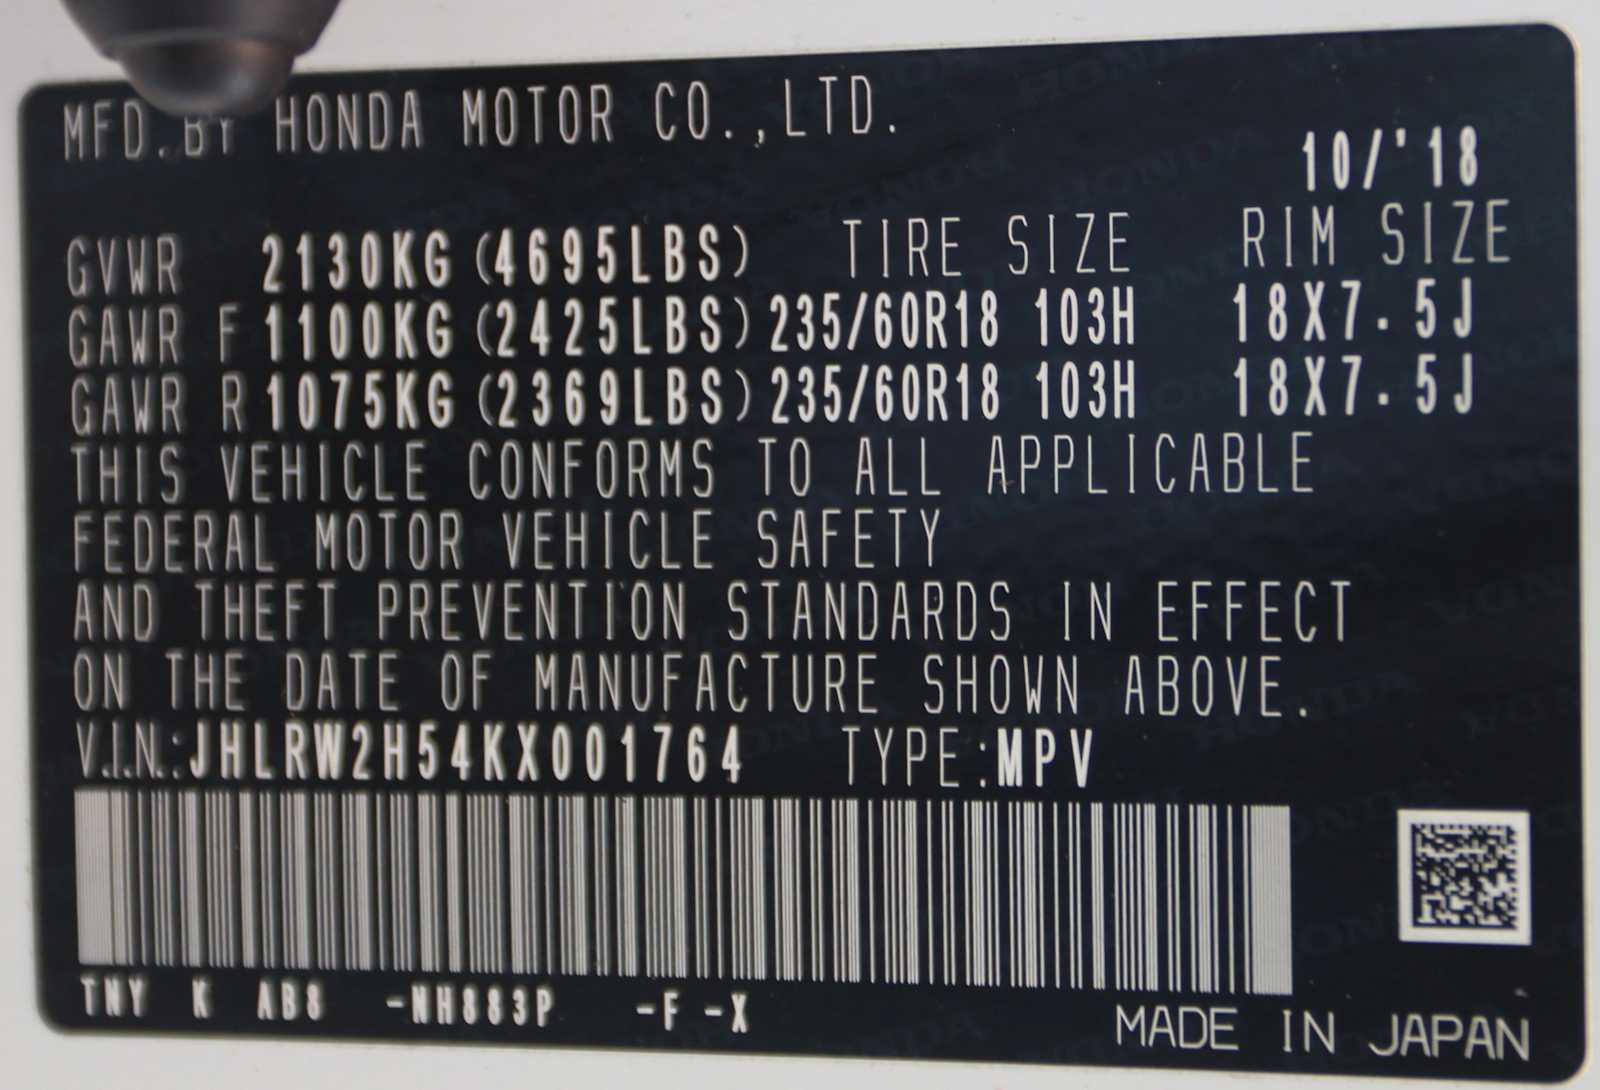 MFD.BY HONDA MOTOR CO.,LTD.
10/'18
GVWR 2130KG (4695LBS) TIRE SIZE RIM SIZE
GAWR F 1100KG (2425LBS) 235/60R18 103H 18X7.5J
GAWR R 1075KG (2369LBS) 235/60R18 103H 18X7.5J
THIS VEHICLE CONFORMS TO ALL APPLICABLE
FEDERAL MOTOR VEHICLE SAFETY
AND THEFT PREVENTION STANDARDS IN EFFECT
ON THE DATE OF MANUFACTURE SHOWN ABOVE.
V.I.N.:JHLRW2H54KX001764 TYPE:MPV
TNY K AB8 -NH883P -F -X
MADE IN JAPAN